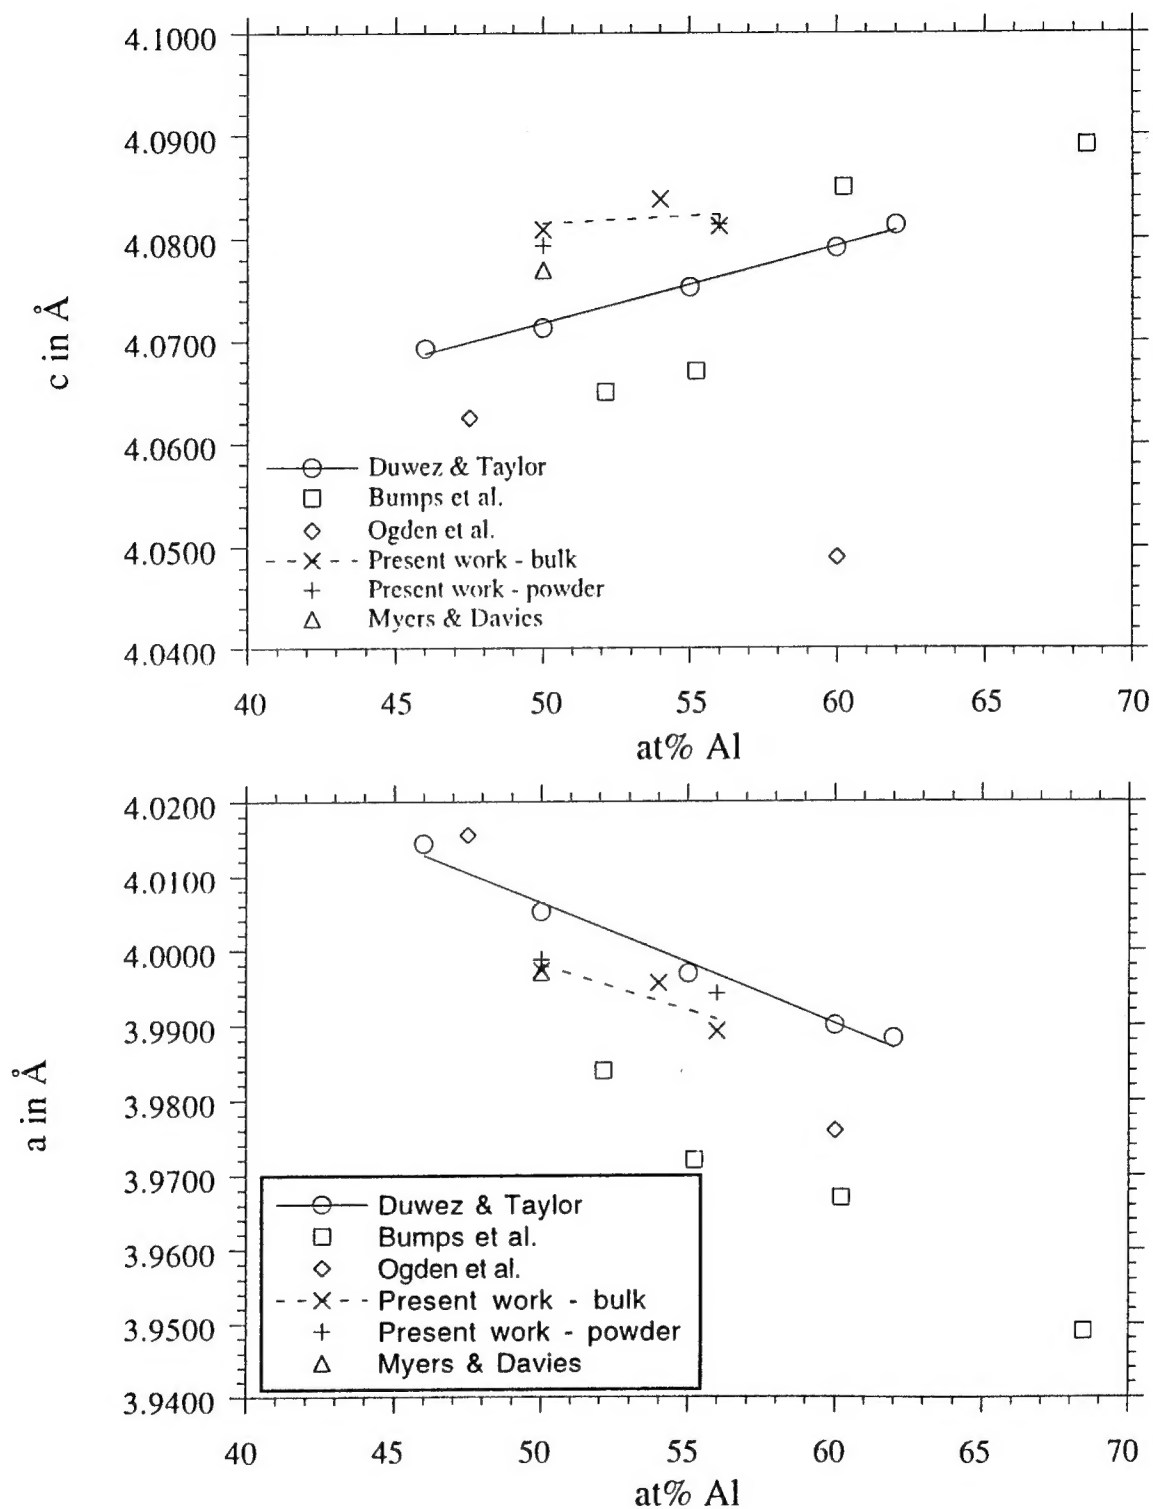 4.1000
4.0900
4.0800
4.0700
4.0600
4.0500
4.0400
c in Å
Duwez & Taylor
Bumps et al.
Ogden et al.
Present work - bulk
Present work - powder
Myers & Davies
40 45 50 55 60 65 70
at% Al
4.0200
4.0100
4.0000
3.9900
3.9800
3.9700
3.9600
3.9500
3.9400
a in Å
Duwez & Taylor
Bumps et al.
Ogden et al.
Present work - bulk
Present work - powder
Myers & Davies
40 45 50 55 60 65 70
at% Al